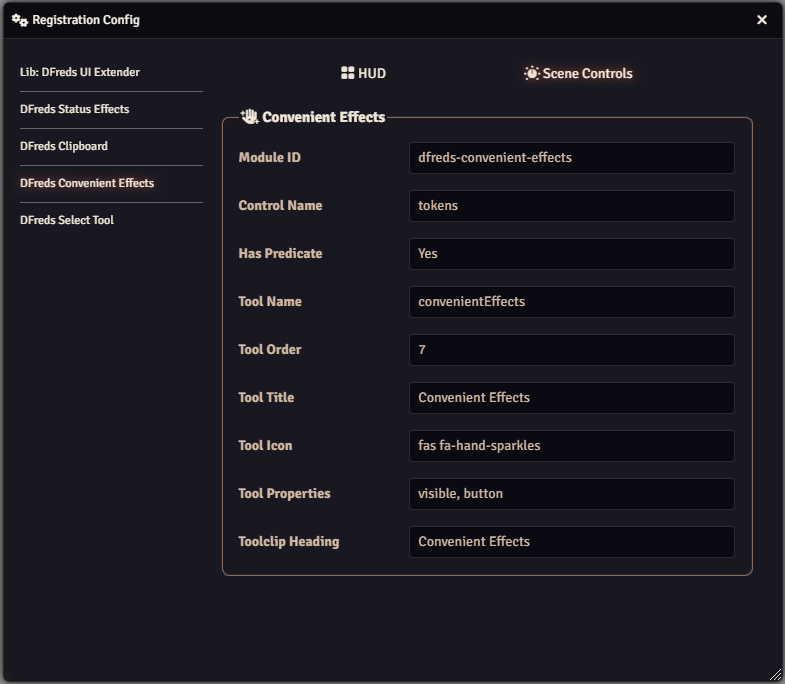 Registration Config
Lib: DFreds UI Extender
DFreds Status Effects
DFreds Clipboard
DFreds Convenient Effects
DFreds Select Tool
HUD
Scene Controls
Convenient Effects
Module ID dfreds-convenient-effects
Control Name tokens
Has Predicate Yes
Tool Name convenientEffects
Tool Order 7
Tool Title Convenient Effects
Tool Icon fas fa-hand-sparkles
Tool Properties visible, button
Toolclip Heading Convenient Effects